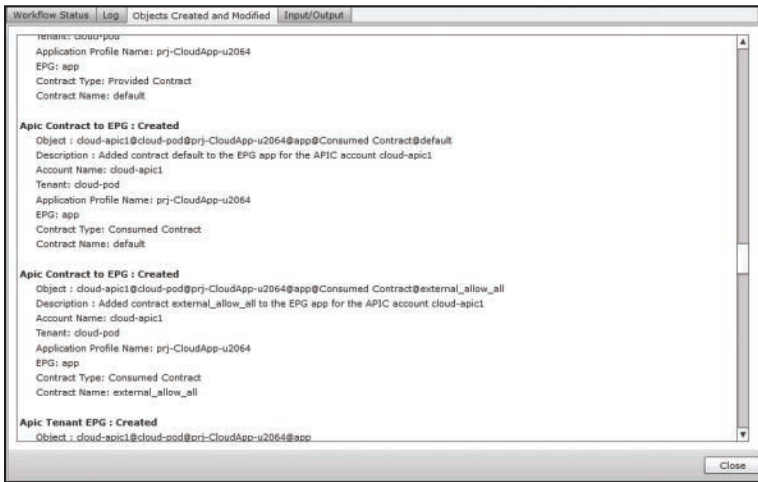 Workflow Status Log Objects Created and Modified Input/Output
Tenant: cloud-pod
Application Profile Name: prj-CloudApp-u2064
EPG: app
Contract Type: Provided Contract
Contract Name: default
Apic Contract to EPG : Created
Object : cloud-apic1@cloud-pod@prj-CloudApp-u2064@app@Consumed Contract@default
Description : Added contract default to the EPG app for the APIC account cloud-apic1
Account Name: cloud-apic1
Tenant: cloud-pod
Application Profile Name: prj-CloudApp-u2064
EPG: app
Contract Type: Consumed Contract
Contract Name: default
Apic Contract to EPG : Created
Object : cloud-apic1@cloud-pod@prj-CloudApp-u2064@app@Consumed Contract@external_allow_all
Description : Added contract external_allow_all to the EPG app for the APIC account cloud-apic1
Account Name: cloud-apic1
Tenant: cloud-pod
Application Profile Name: prj-CloudApp-u2064
EPG: app
Contract Type: Consumed Contract
Contract Name: external_allow_all
Apic Tenant EPG : Created
Object : cloud-apic1@cloud-pod@prj-CloudApp-u2064@app
Close